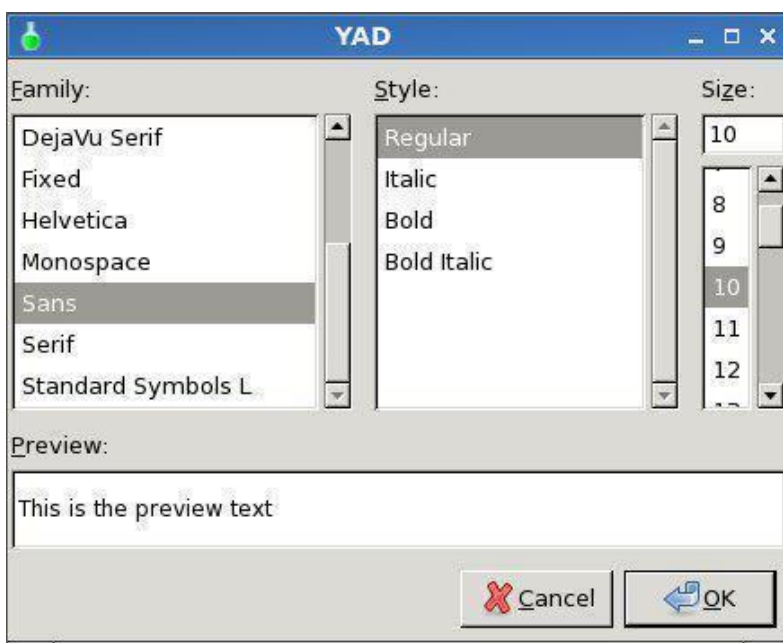 YAD
Family:
Style:
Size:
DejaVu Serif
Fixed
Helvetica
Monospace
Sans
Serif
Standard Symbols L
Regular
Italic
Bold
Bold Italic
10
8
9
10
11
12
Preview:
This is the preview text
Cancel
OK